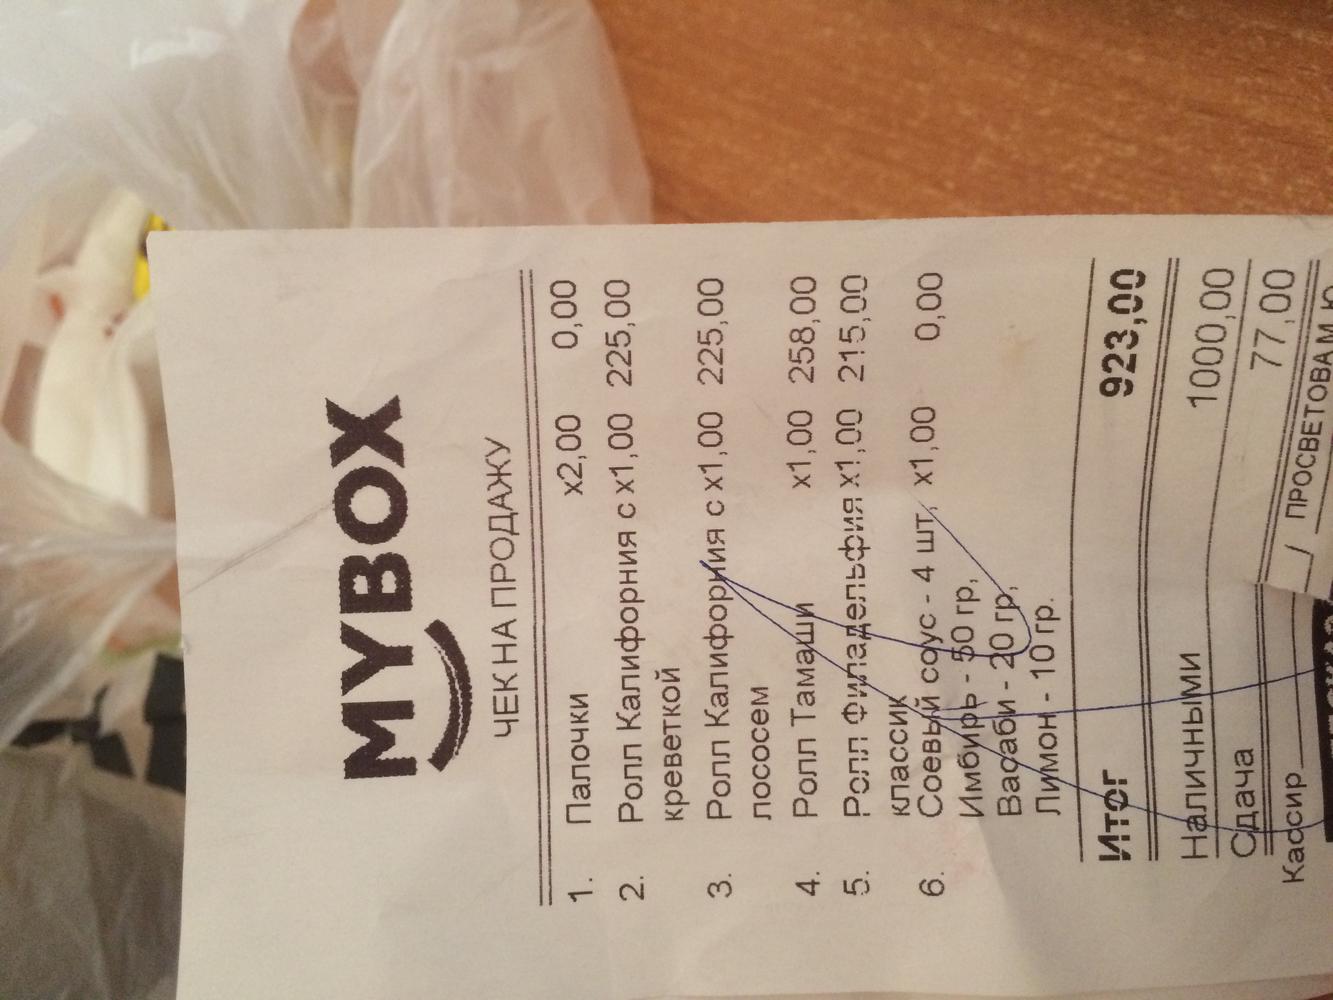 MYBOX
ЧЕК НА ПРОДАЖУ
1. Палочки x2,00 0,00
2. Ролл Калифорния с x1,00 225,00
креветкой
3. Ролл Калифорния с x1,00 225,00
лососем
4. Ролл Тамаши x1,00 258,00
5. Ролл Филадельфия x1,00 215,00
классик
6. Соевый соус - 4 шт, x1,00 0,00
Имбирь - 50 гр,
Васаби - 20 гр,
Лимон - 10 гр.
Итог 923,00
Наличными 1000,00
Сдача 77,00
Кассир / ПРОСВЕТОВА М.Ю